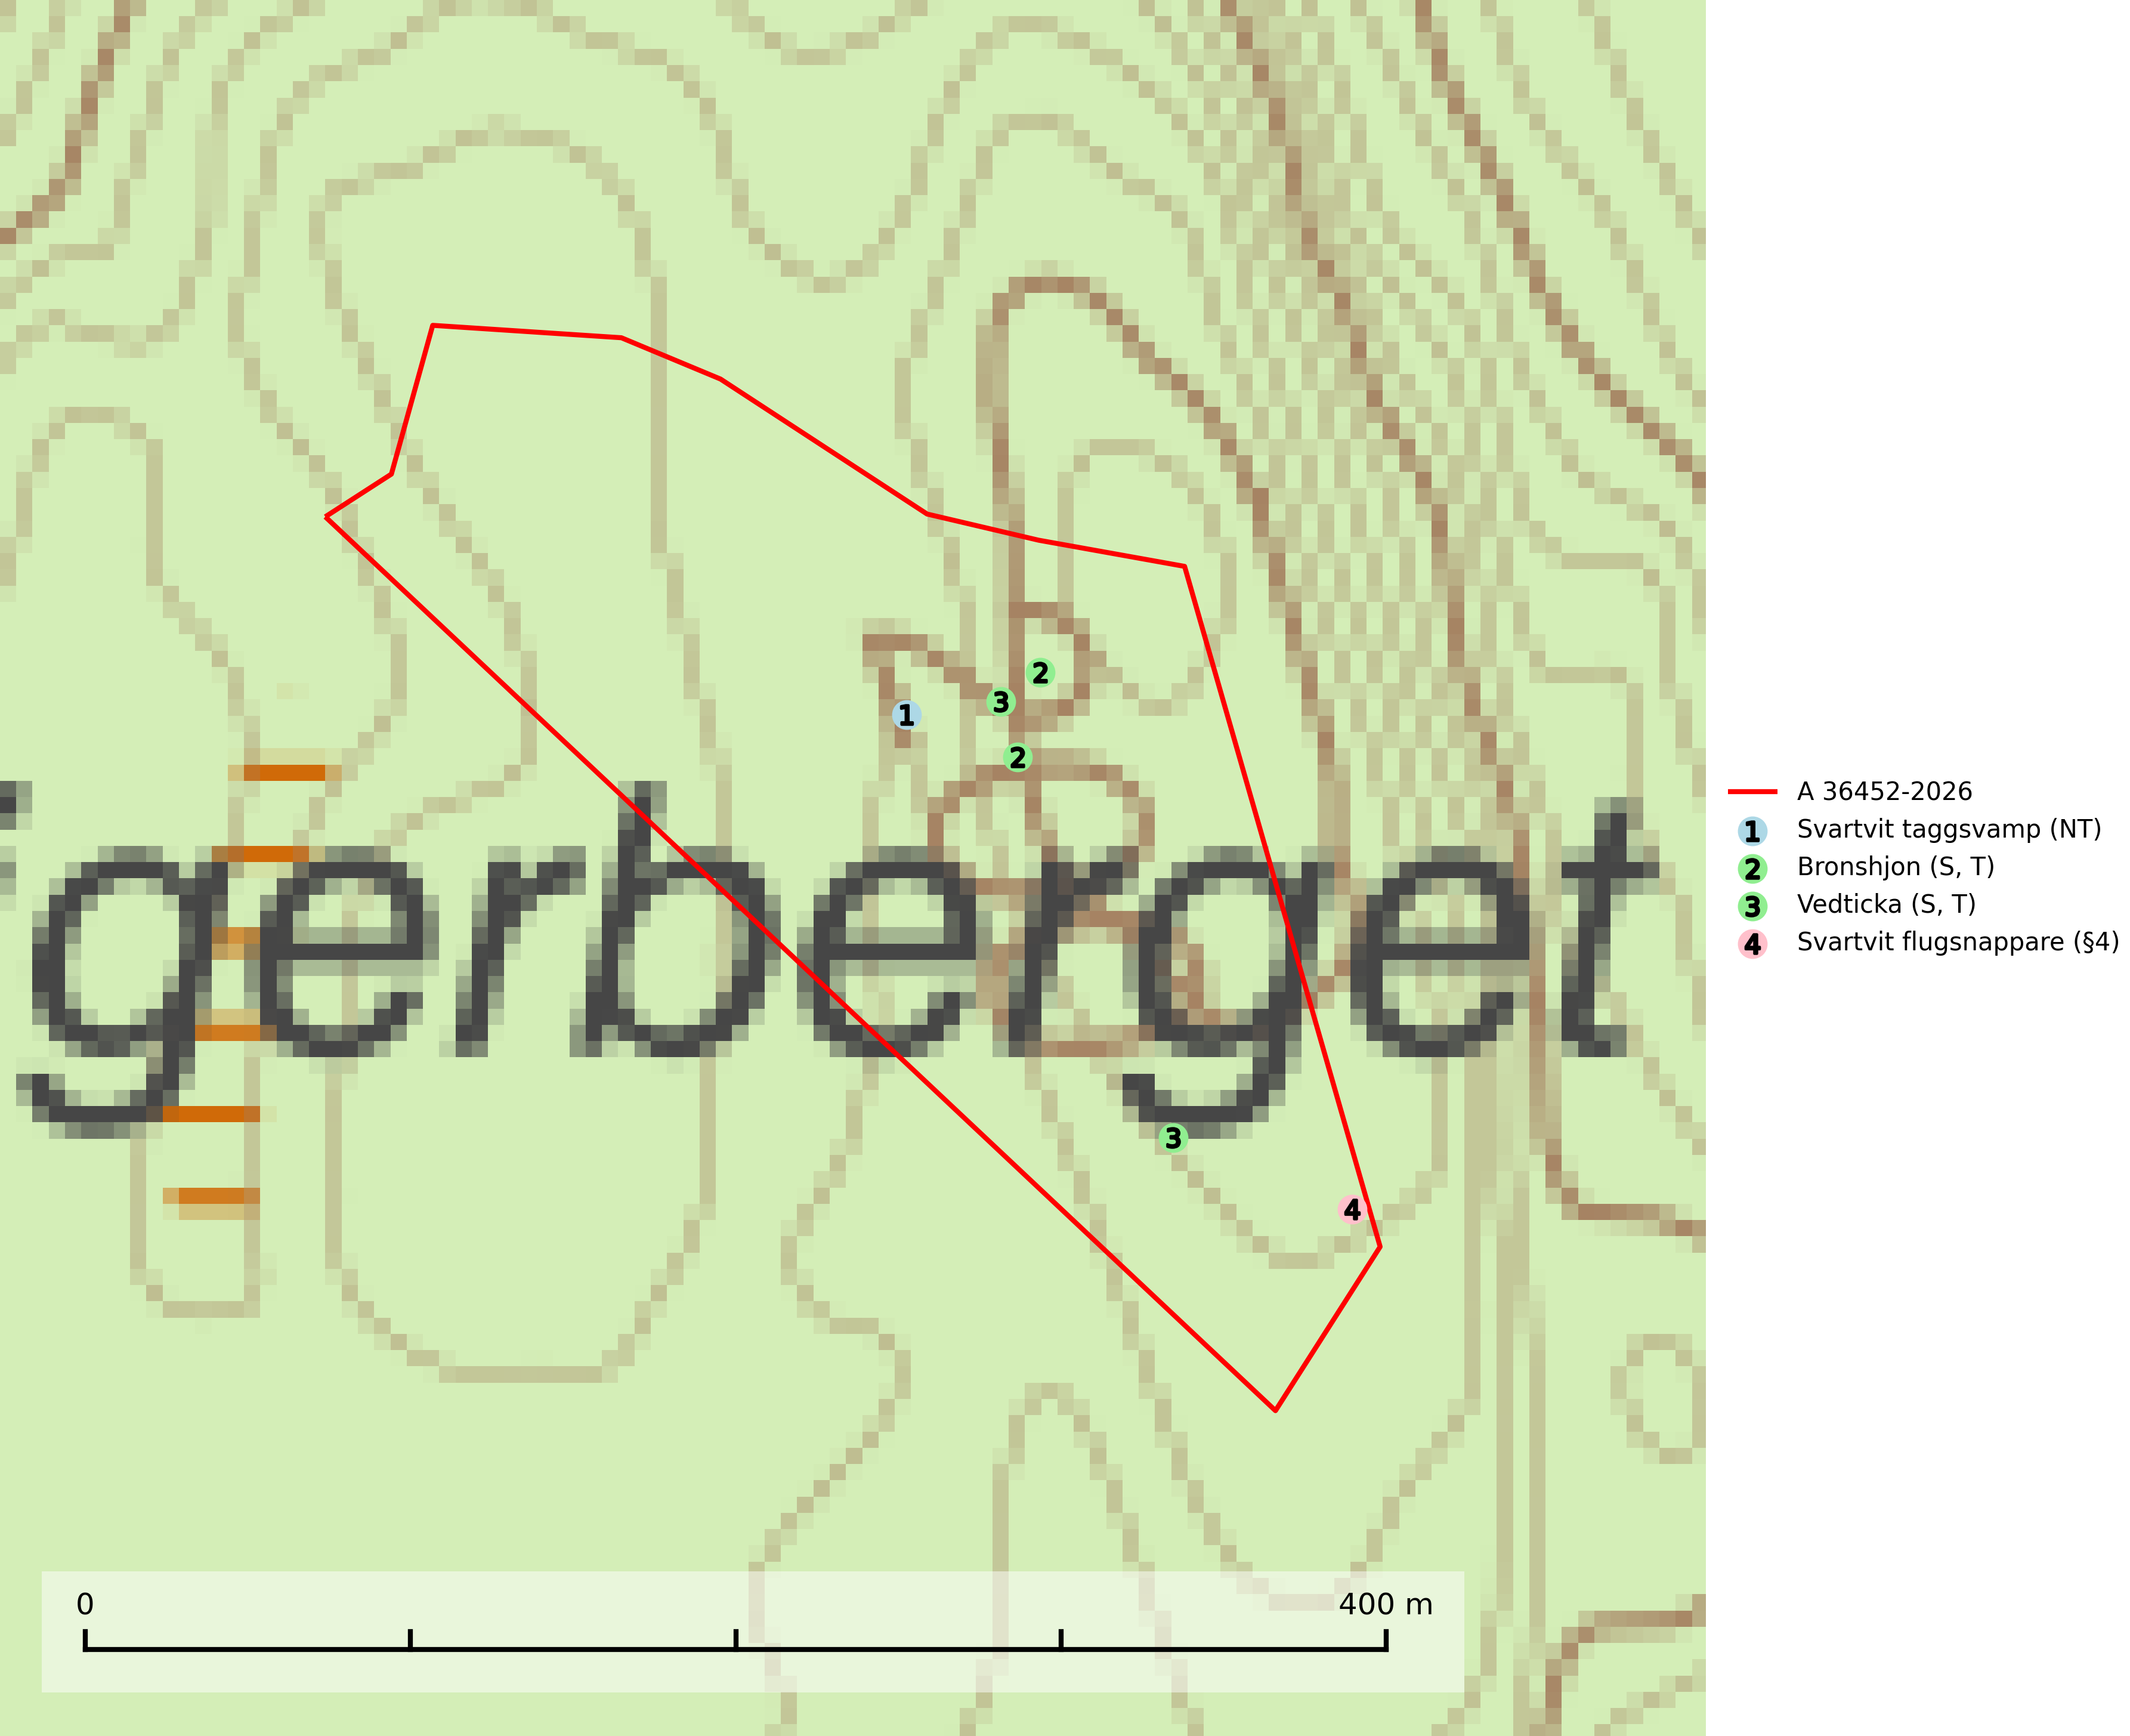 2
3
1
2
gerberget
3
4
0 400 m
A 36452-2026
1 Svartvit taggsvamp (NT)
2 Bronshjon (S, T)
3 Vedticka (S, T)
4 Svartvit flugsnappare (§4)